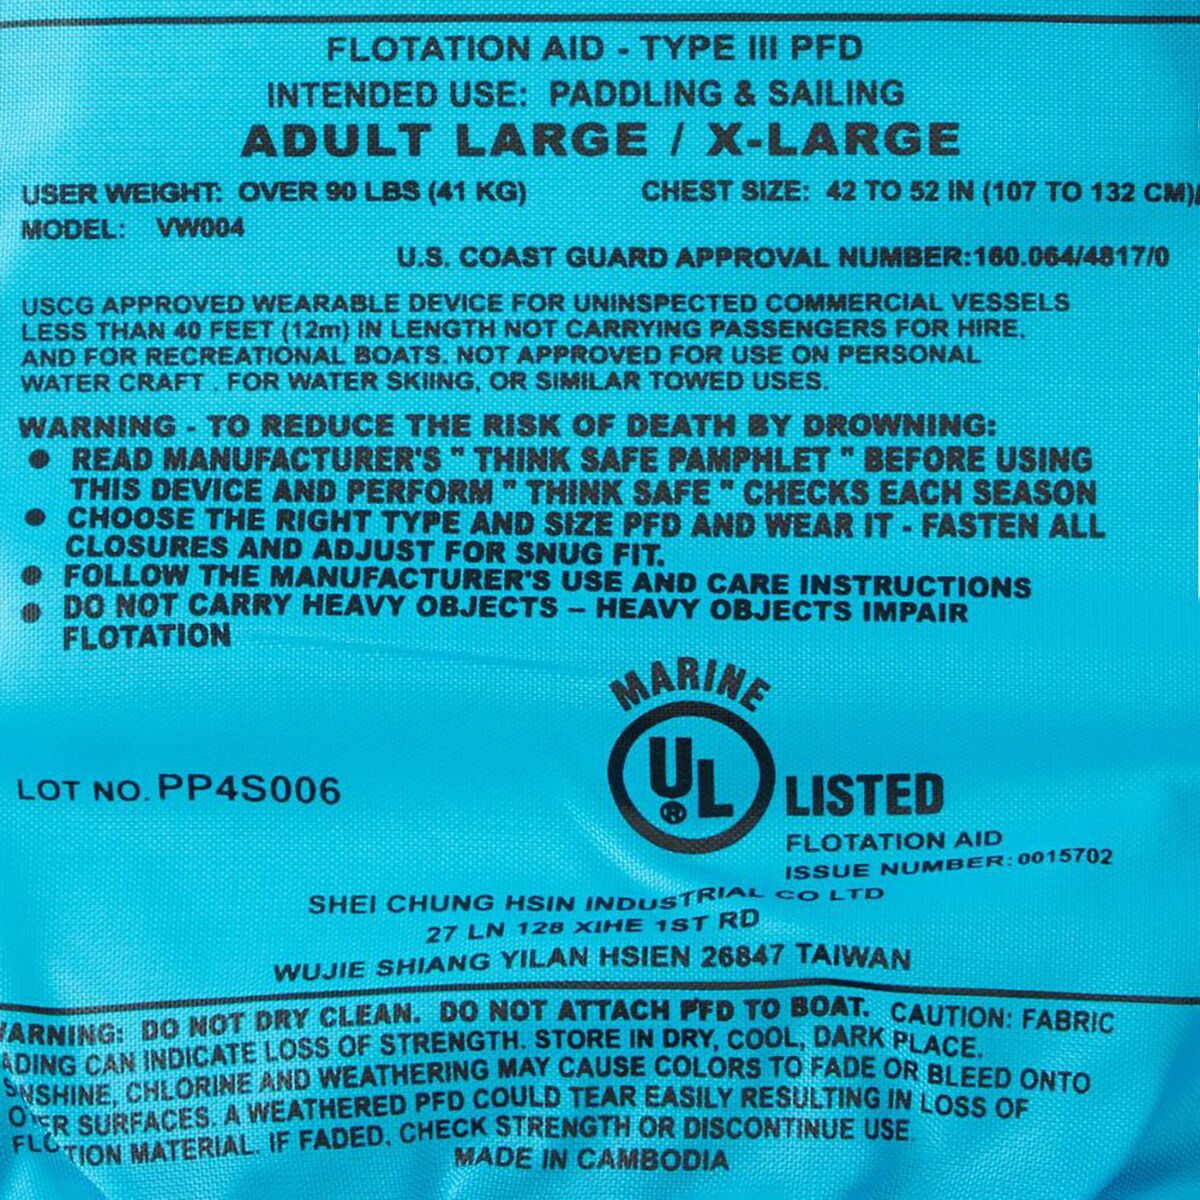 FLOTATION AID - TYPE III PFD
INTENDED USE: PADDLING & SAILING
ADULT LARGE / X-LARGE
USER WEIGHT: OVER 90 LBS (41 KG) CHEST SIZE: 42 TO 52 IN (107 TO 132 CM)
MODEL: VW004
U.S. COAST GUARD APPROVAL NUMBER:160.064/4817/0
USCG APPROVED WEARABLE DEVICE FOR UNINSPECTED COMMERCIAL VESSELS
LESS THAN 40 FEET (12m) IN LENGTH NOT CARRYING PASSENGERS FOR HIRE.
AND FOR RECREATIONAL BOATS. NOT APPROVED FOR USE ON PERSONAL
WATER CRAFT . FOR WATER SKIING, OR SIMILAR TOWED USES.
WARNING - TO REDUCE THE RISK OF DEATH BY DROWNING:
● READ MANUFACTURER'S " THINK SAFE PAMPHLET " BEFORE USING
THIS DEVICE AND PERFORM " THINK SAFE " CHECKS EACH SEASON
● CHOOSE THE RIGHT TYPE AND SIZE PFD AND WEAR IT - FASTEN ALL
CLOSURES AND ADJUST FOR SNUG FIT.
● FOLLOW THE MANUFACTURER'S USE AND CARE INSTRUCTIONS
● DO NOT CARRY HEAVY OBJECTS – HEAVY OBJECTS IMPAIR
FLOTATION
MARINE
UL ®
LISTED
LOT NO. PP4S006
FLOTATION AID
ISSUE NUMBER: 0015702
SHEI CHUNG HSIN INDUSTRIAL CO LTD
27 LN 128 XIHE 1ST RD
WUJIE SHIANG YILAN HSIEN 26847 TAIWAN
ARNING: DO NOT DRY CLEAN. DO NOT ATTACH PFD TO BOAT. CAUTION: FABRIC
ADING CAN INDICATE LOSS OF STRENGTH. STORE IN DRY, COOL, DARK PLACE.
SNSHINE, CHLORINE AND WEATHERING MAY CAUSE COLORS TO FADE OR BLEED ONTO
OER SURFACES. A WEATHERED PFD COULD TEAR EASILY RESULTING IN LOSS OF
FLOTION MATERIAL. IF FADED, CHECK STRENGTH OR DISCONTINUE USE.
MADE IN CAMBODIA